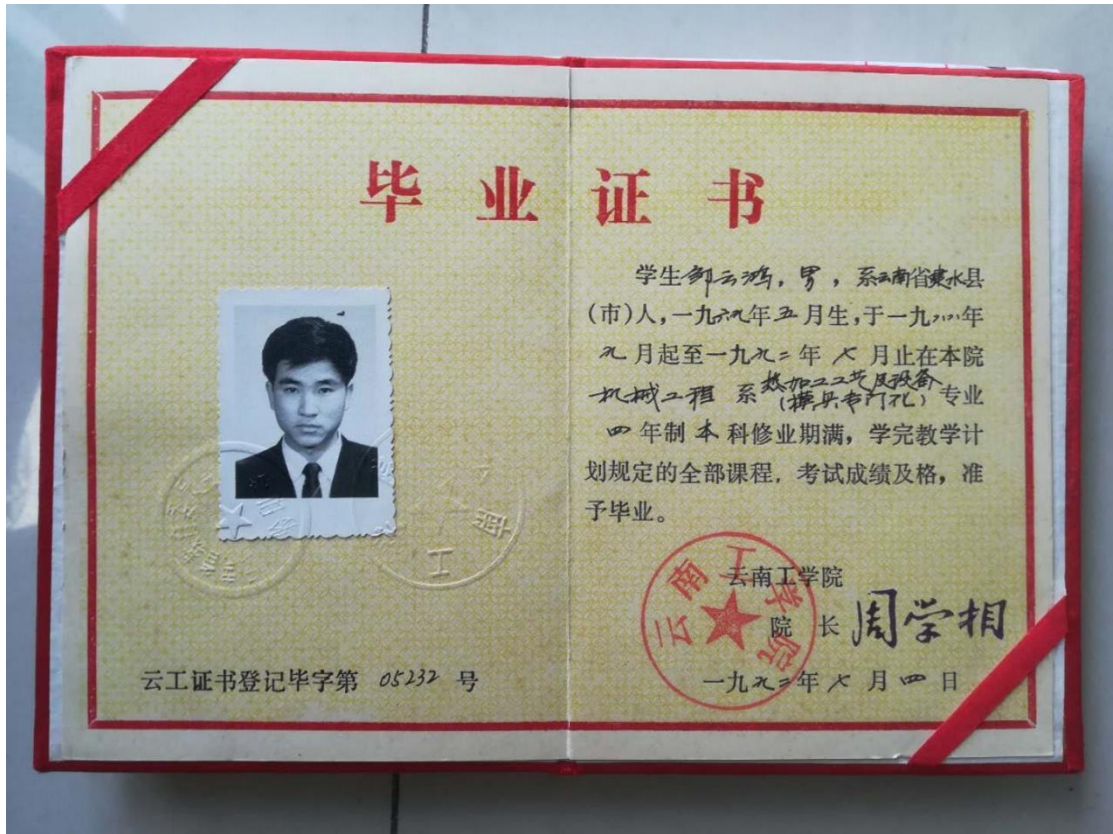 毕业证书
学生邹云鸿，男，系云南省建水县
(市)人，一九六九年五月生，于一九八八年
九月起至一九九二年七月止在本院
机械工程系热加工工艺及设备
(模具专门化)专业
四年制本科修业期满，学完教学计
划规定的全部课程，考试成绩及格，准
予毕业。
云南工学院
院长周学相
一九九二年七月四日
云工证书登记毕字第 05232 号
云南工学院